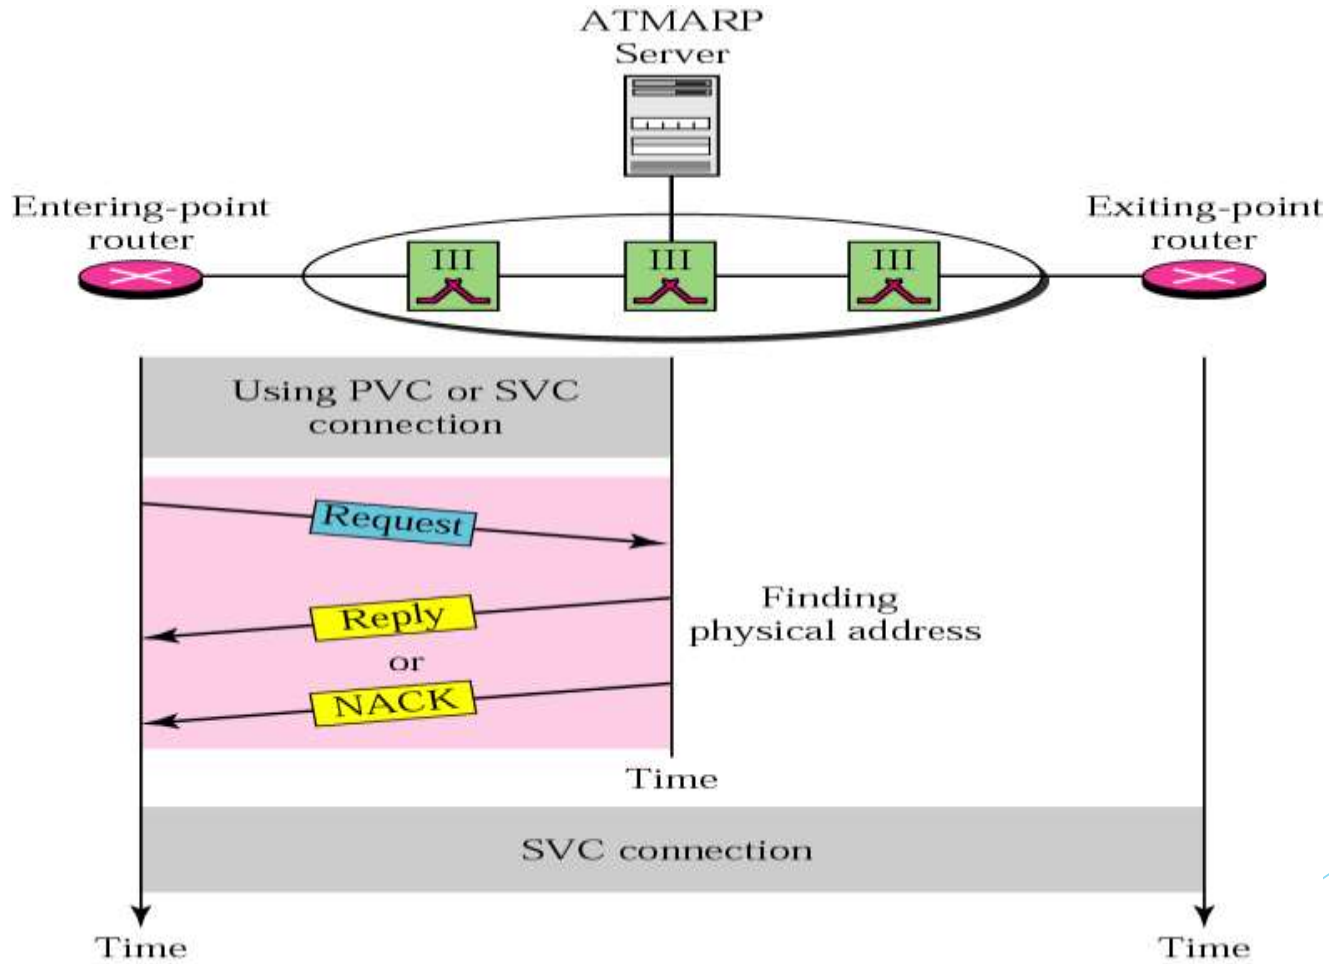 ATMARP
Server
Entering-point
router
Exiting-point
router
III
III
III
Using PVC or SVC
connection
Request
Reply
or
NACK
Finding
physical address
Time
SVC connection
Time
Time